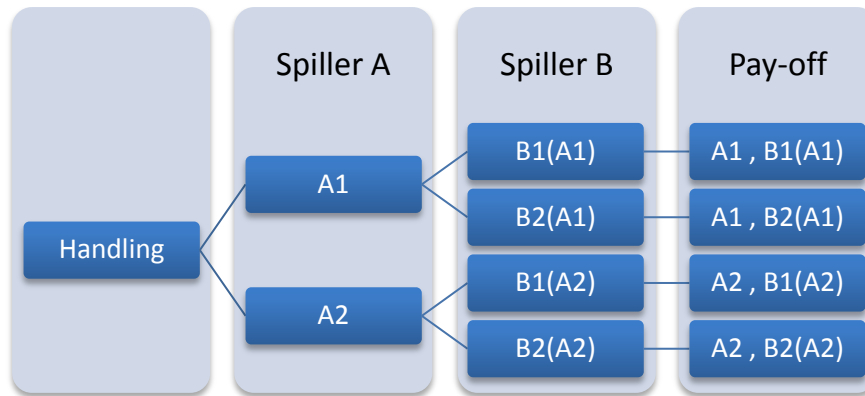 Spiller A
Spiller B
Pay-off
Handling
A1
A2
B1(A1)
B2(A1)
B1(A2)
B2(A2)
A1 , B1(A1)
A1 , B2(A1)
A2 , B1(A2)
A2 , B2(A2)